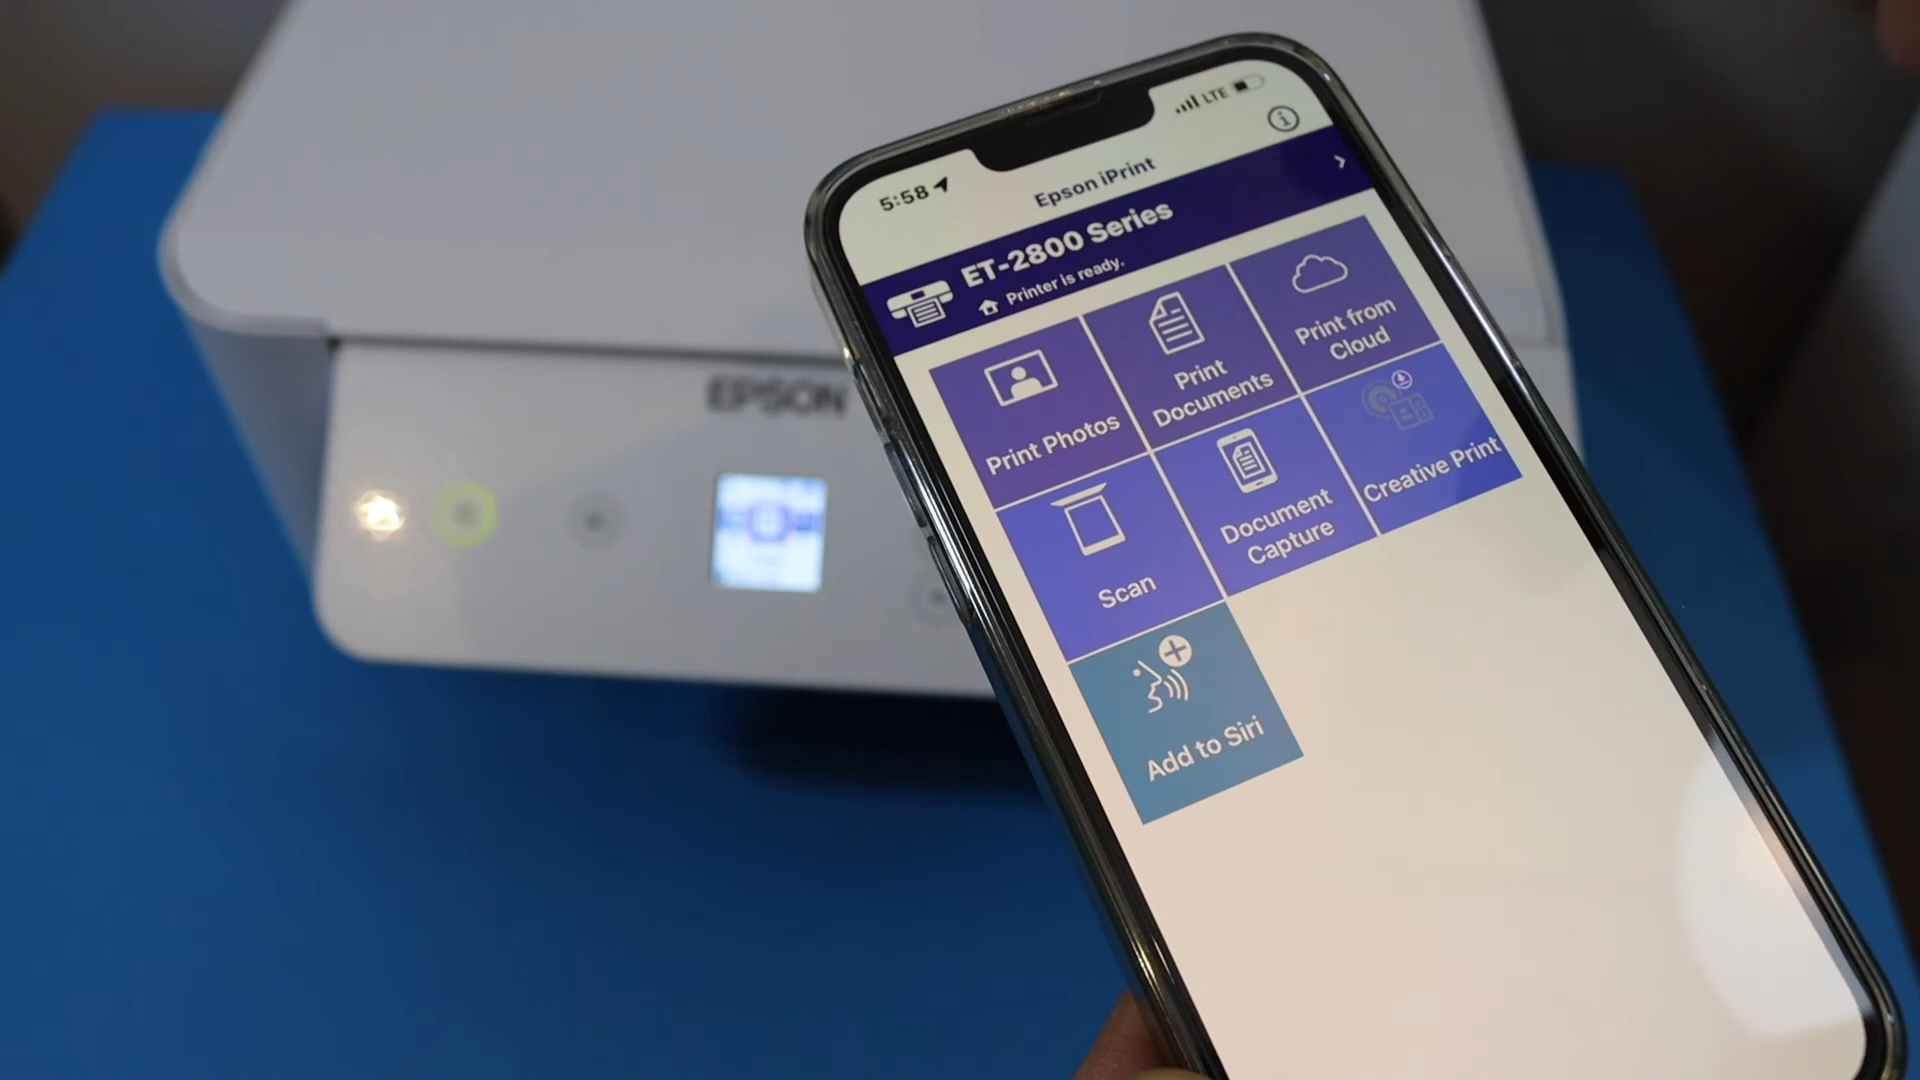 5:58
LTE
Epson iPrint
ET-2800 Series
Printer is ready.
Print Photos
Print
Documents
Print from
Cloud
Scan
Document
Capture
Creative Print
Add to Siri
EPSON